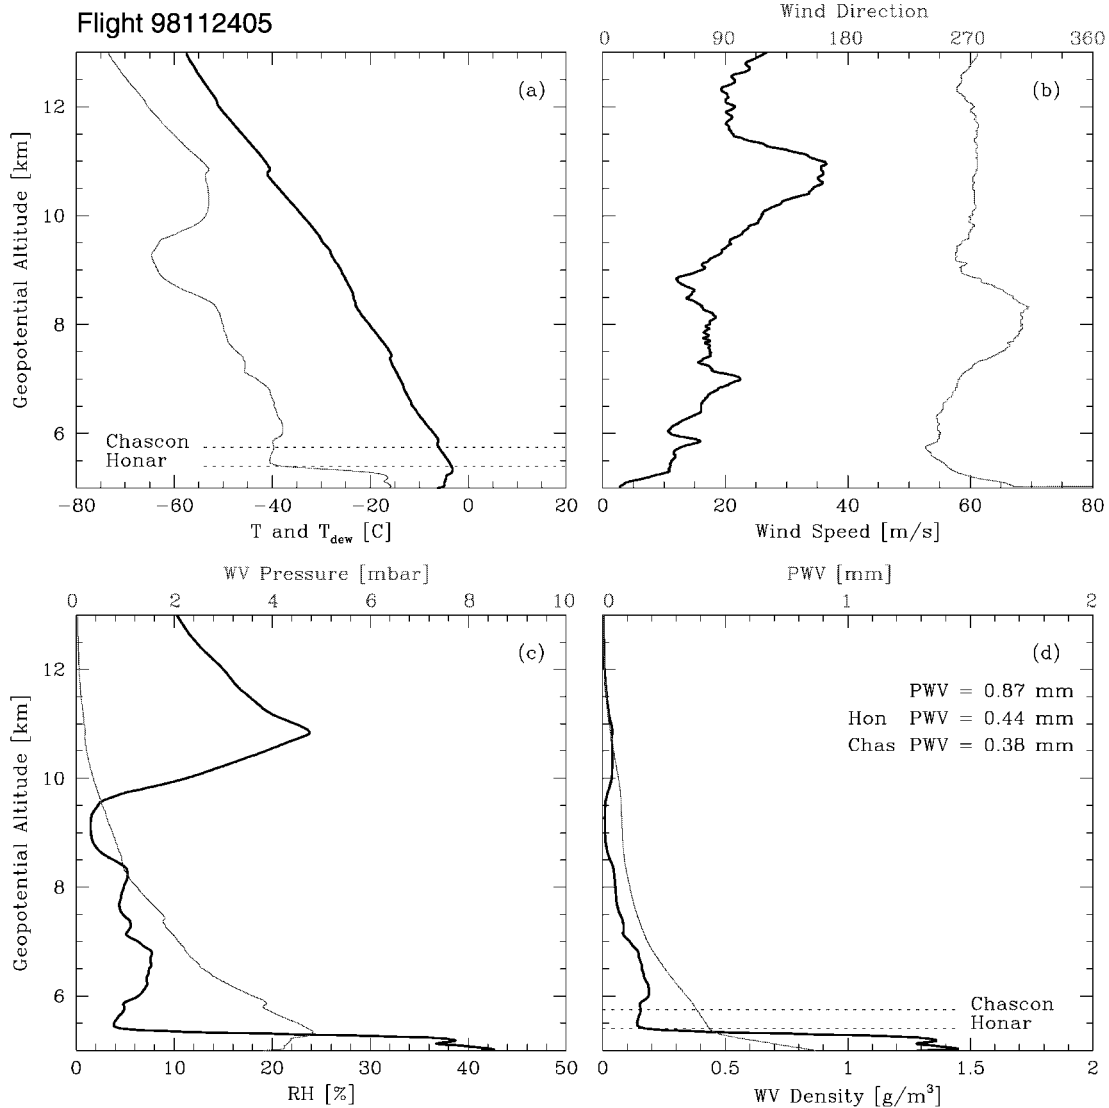 Flight 98112405
Geopotential Altitude [km]
12
10
8
6
(a)
Chascon
Honar
−80 −60 −40 −20 0 20
T and Tdew [C]
Wind Direction
0 90 180 270 360
(b)
0 20 40 60 80
Wind Speed [m/s]
WV Pressure [mbar]
0 2 4 6 8 10
Geopotential Altitude [km]
12
10
8
6
(c)
0 10 20 30 40 50
RH [%]
PWV [mm]
0 1 2
(d)
PWV = 0.87 mm
Hon PWV = 0.44 mm
Chas PWV = 0.38 mm
Chascon
Honar
0 0.5 1 1.5 2
WV Density [g/m³]